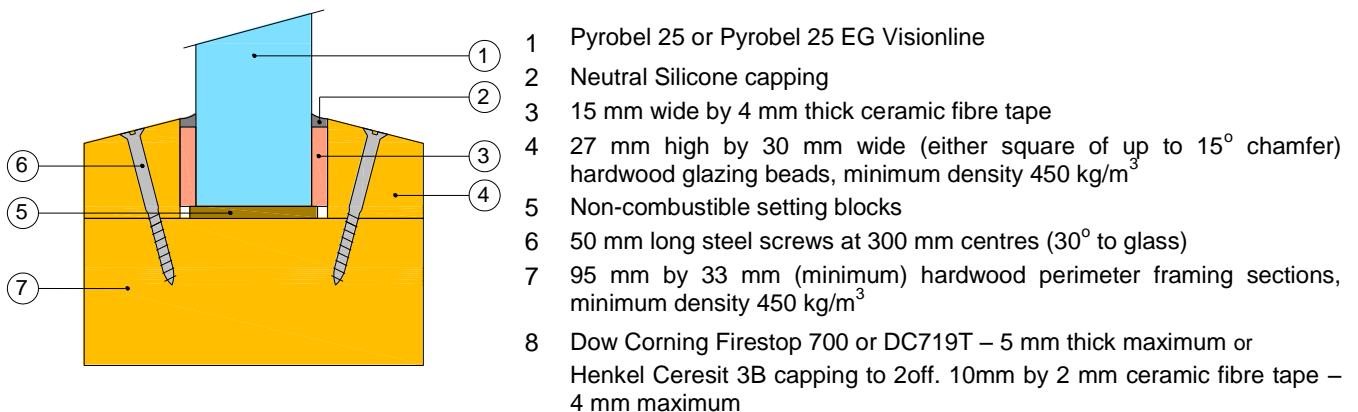 1
2
3
4
5
6
7
1 Pyrobel 25 or Pyrobel 25 EG Visionline
2 Neutral Silicone capping
3 15 mm wide by 4 mm thick ceramic fibre tape
4 27 mm high by 30 mm wide (either square of up to 15° chamfer)
hardwood glazing beads, minimum density 450 kg/m³
5 Non-combustible setting blocks
6 50 mm long steel screws at 300 mm centres (30° to glass)
7 95 mm by 33 mm (minimum) hardwood perimeter framing sections,
minimum density 450 kg/m³
8 Dow Corning Firestop 700 or DC719T – 5 mm thick maximum or
Henkel Ceresit 3B capping to 2off. 10mm by 2 mm ceramic fibre tape –
4 mm maximum